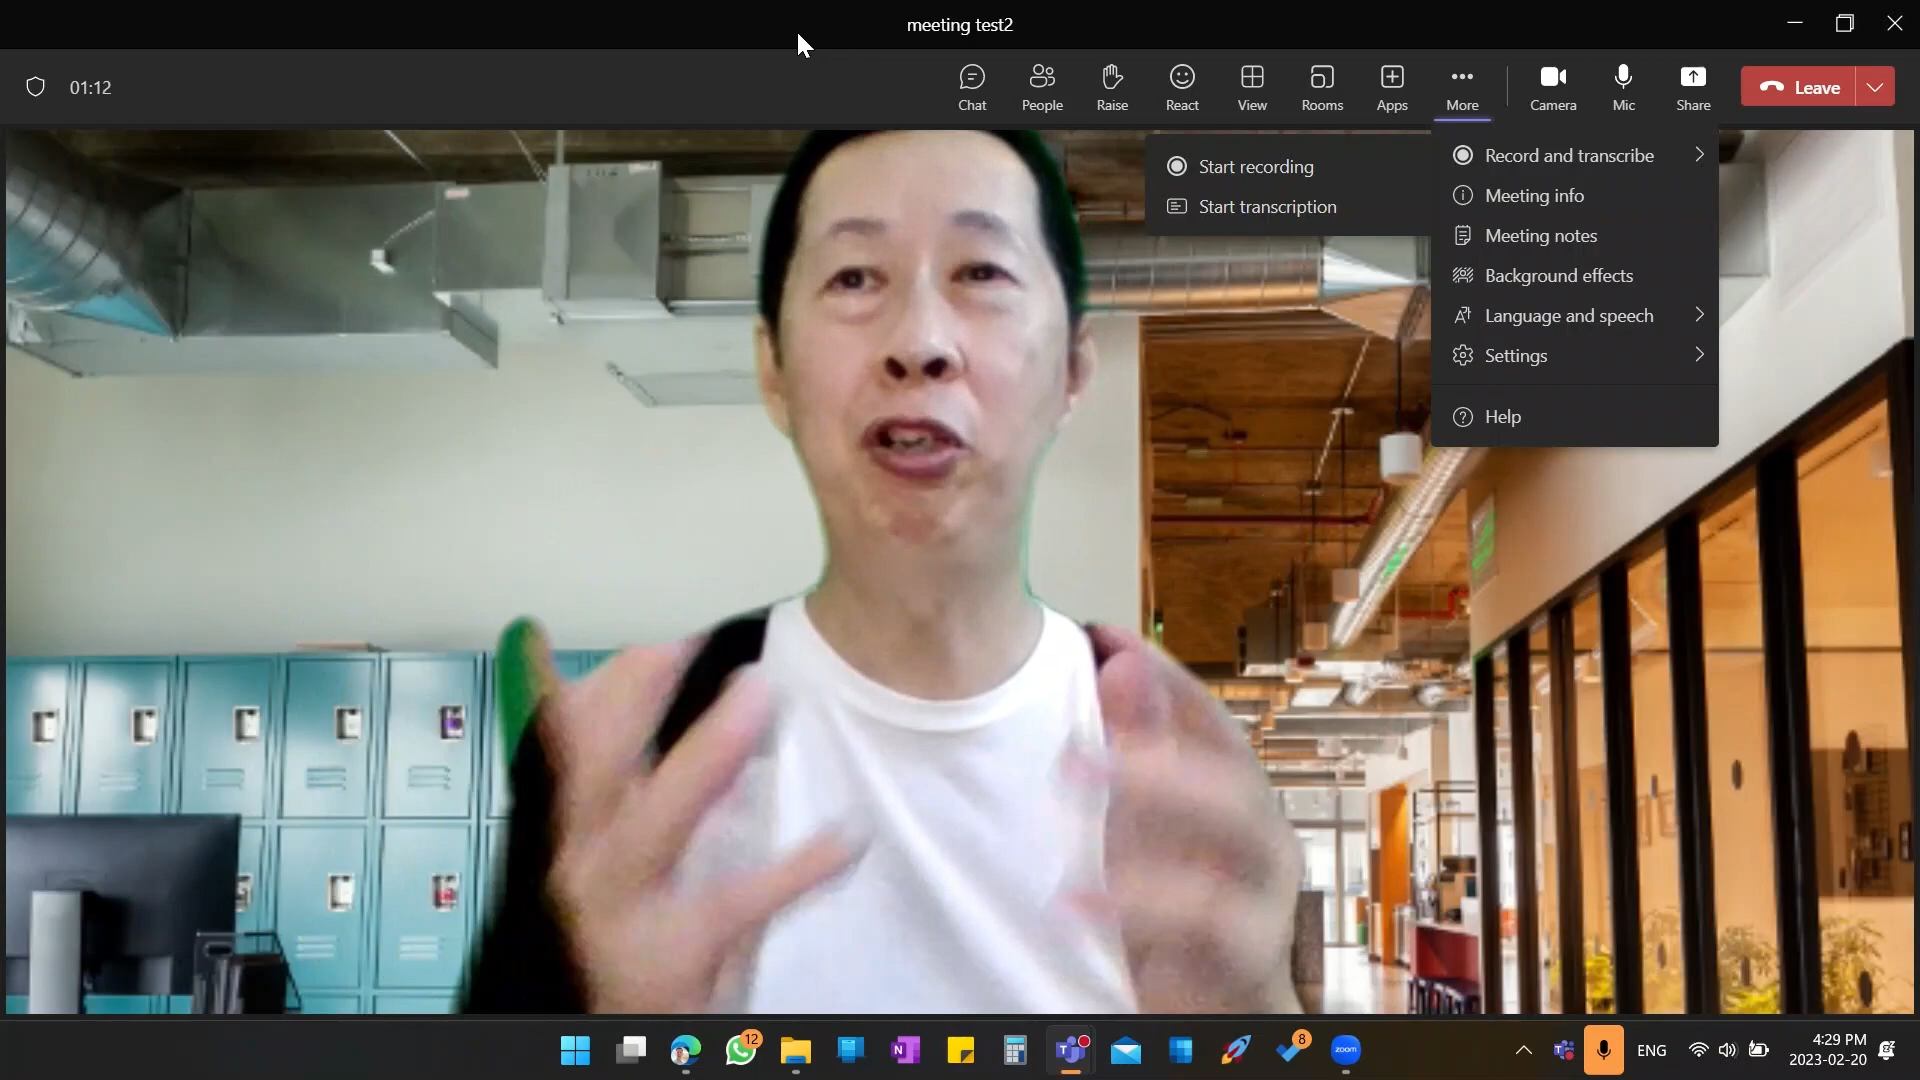 meeting test2
01:12
Chat
People
Raise
React
View
Rooms
Apps
More
Camera
Mic
Share
Leave
Start recording
Start transcription
Record and transcribe
Meeting info
Meeting notes
Background effects
Language and speech
Settings
Help
12
N
T
8
zoom
ENG
4:29 PM
2023-02-20